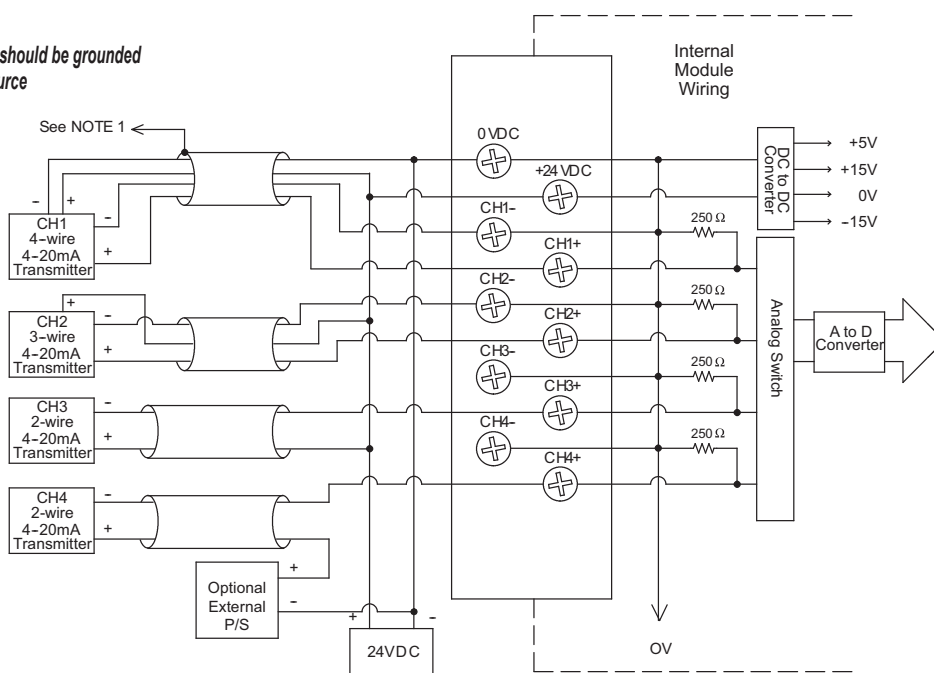 should be grounded
urce
See NOTE 1
Internal
Module
Wiring
0 VDC
+24 VDC
CH1-
CH1+
CH2-
CH2+
CH3-
CH3+
CH4-
CH4+
- +
-
+
CH1
4-wire
4-20mA
Transmitter
+
-
+
CH2
3-wire
4-20mA
Transmitter
-
+
CH3
2-wire
4-20mA
Transmitter
-
+
CH4
2-wire
4-20mA
Transmitter
+
-
Optional
External
P/S
+ -
24VDC
250 Ω
250 Ω
250 Ω
250 Ω
DC to DC
Converter
+5V
+15V
0V
-15V
Analog Switch
A to D
Converter
OV